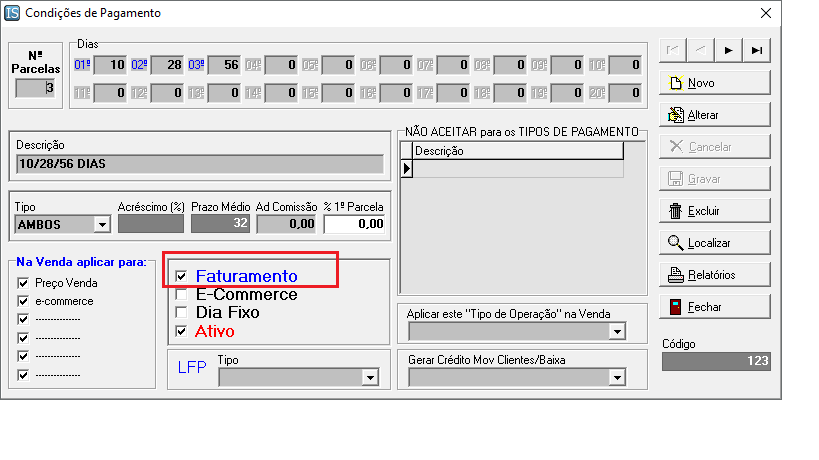 IS Condições de Pagamento
Nº Parcelas
3
Dias
01º 10 02º 28 03º 56 04º 0 05º 0 06º 0 07º 0 08º 0 09º 0 10º 0
11º 0 12º 0 13º 0 14º 0 15º 0 16º 0 17º 0 18º 0 19º 0 20º 0
Descrição
10/28/56 DIAS
Tipo Acréscimo (%) Prazo Médio Ad Comissão % 1ª Parcela
AMBOS 32 0,00 0,00
Na Venda aplicar para:
Preço Venda
e-commerce
--------------
--------------
--------------
--------------
Faturamento
E-Commerce
Dia Fixo
Ativo
LFP Tipo
NÃO ACEITAR para os TIPOS DE PAGAMENTO
Descrição
Aplicar este "Tipo de Operação" na Venda
Gerar Crédito Mov Clientes/Baixa
Novo
Alterar
Cancelar
Gravar
Excluir
Localizar
Relatórios
Fechar
Código
123